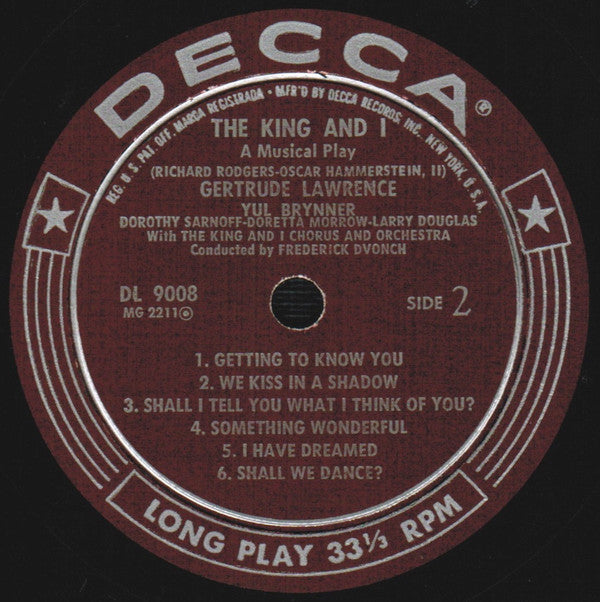 DECCA®
REG. U.S. PAT. OFF. MARCA REGISTRADA • MFR'D BY DECCA RECORDS, INC. NEW YORK, U.S.A.
THE KING AND I
A Musical Play
(RICHARD RODGERS-OSCAR HAMMERSTEIN, II)
GERTRUDE LAWRENCE
YUL BRYNNER
DOROTHY SARNOFF-DORETTA MORROW-LARRY DOUGLAS
With THE KING AND I CHORUS AND ORCHESTRA
Conducted by FREDERICK DVONCH
DL 9008
MG 2211
SIDE 2
1. GETTING TO KNOW YOU
2. WE KISS IN A SHADOW
3. SHALL I TELL YOU WHAT I THINK OF YOU?
4. SOMETHING WONDERFUL
5. I HAVE DREAMED
6. SHALL WE DANCE?
LONG PLAY 33⅓ RPM